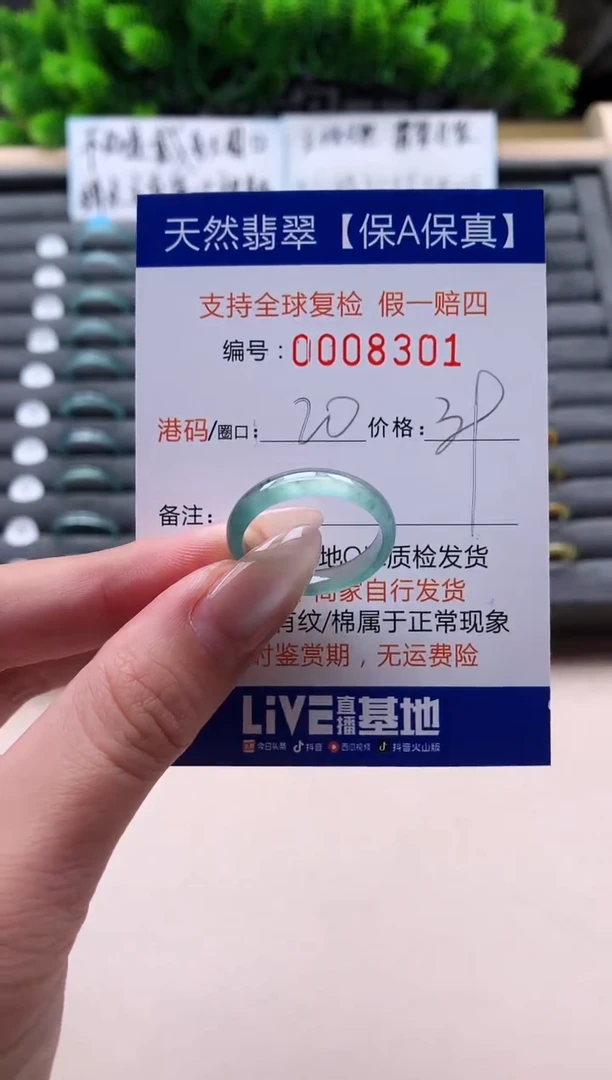 天然翡翠【保A保真】
支持全球复检 假一赔四
编号：0008301
港码/圈口：20 价格：
备注：
质检发货
商家自行发货
有纹/棉属于正常现象
时鉴赏期，无运费险
LiVE直播基地
今日头条 抖音 西瓜视频 抖音火山版